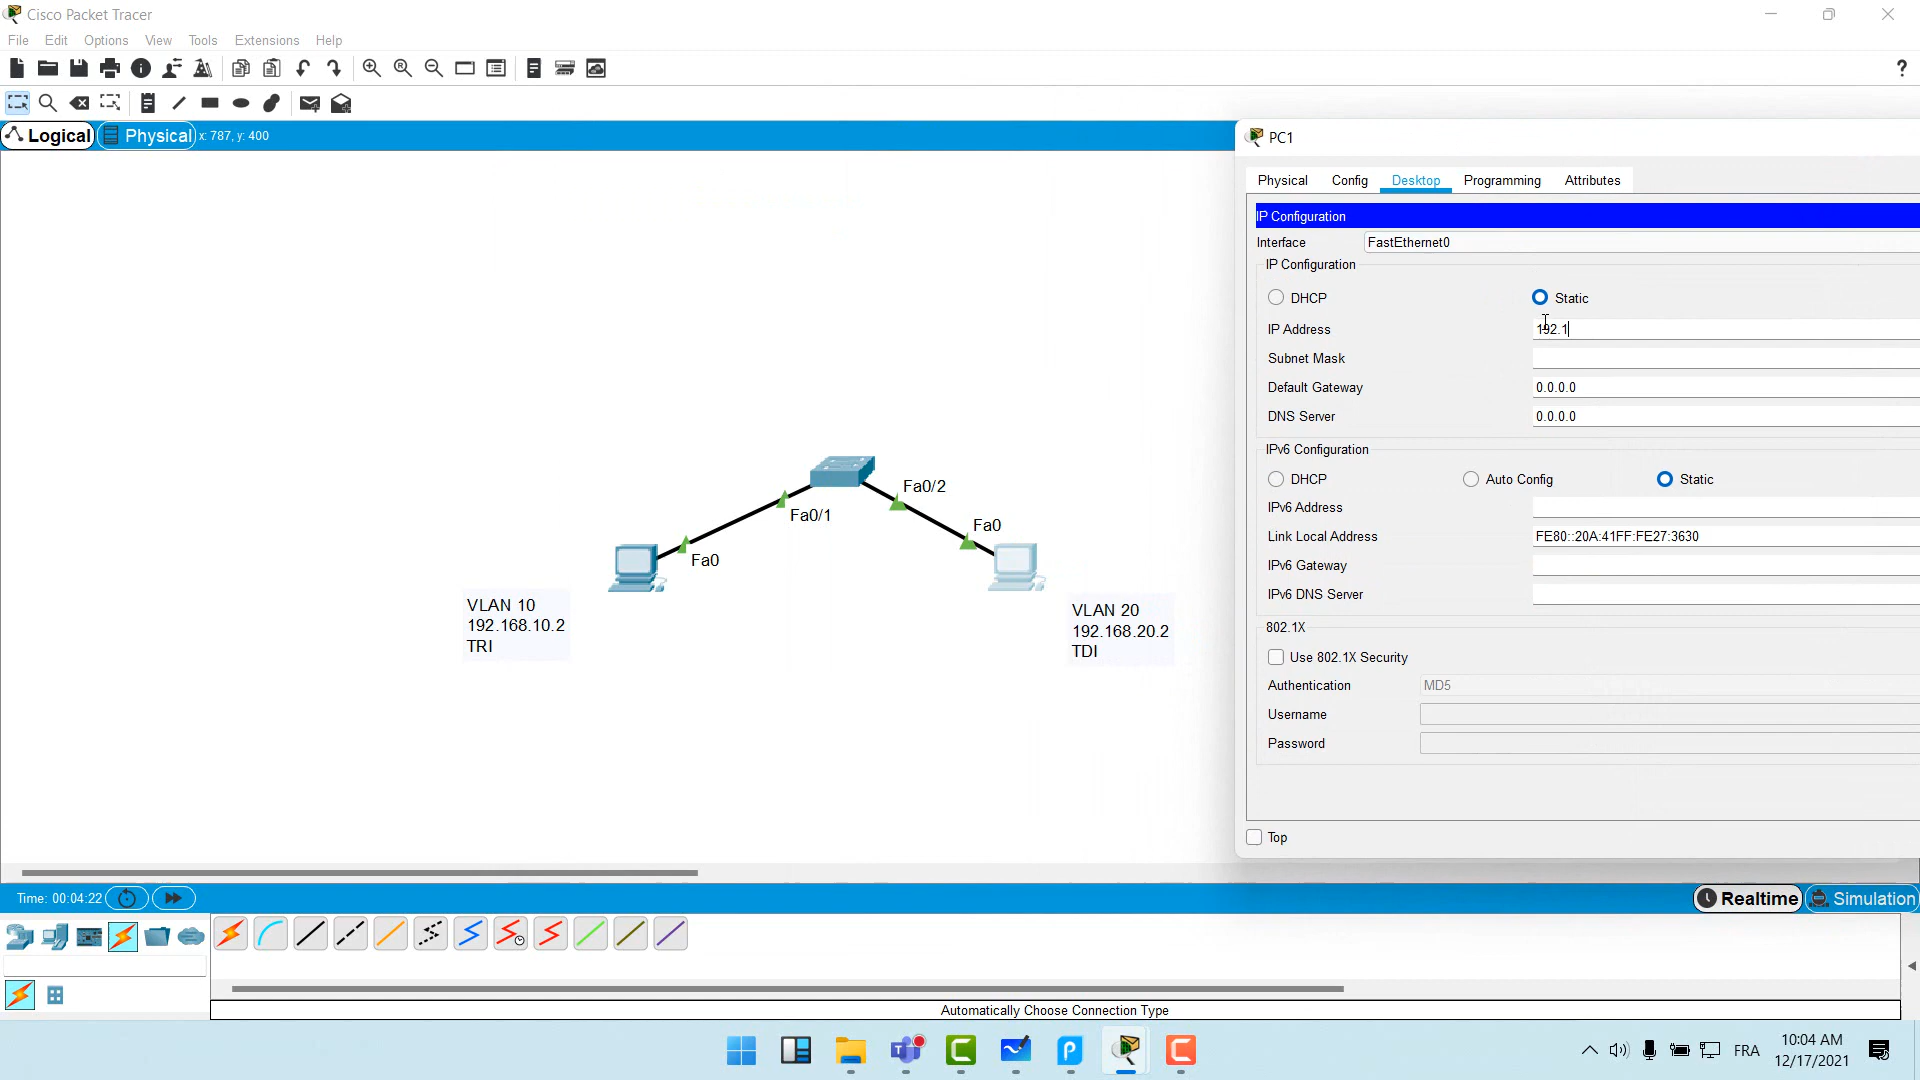 Cisco Packet Tracer
File Edit Options View Tools Extensions Help
?
Logical Physical x: 787, y: 400
PC1
Physical Config Desktop Programming Attributes
IP Configuration
Interface FastEthernet0
IP Configuration
DHCP Static
IP Address 192.1
Subnet Mask
Default Gateway 0.0.0.0
DNS Server 0.0.0.0
IPv6 Configuration
DHCP Auto Config Static
IPv6 Address
Link Local Address FE80::20A:41FF:FE27:3630
IPv6 Gateway
IPv6 DNS Server
802.1X
Use 802.1X Security
Authentication MD5
Username
Password
Top
Fa0/2
Fa0/1
Fa0
Fa0
VLAN 10
192.168.10.2
TRI
VLAN 20
192.168.20.2
TDI
Time: 00:04:22
Realtime Simulation
Automatically Choose Connection Type
FRA
10:04 AM
12/17/2021